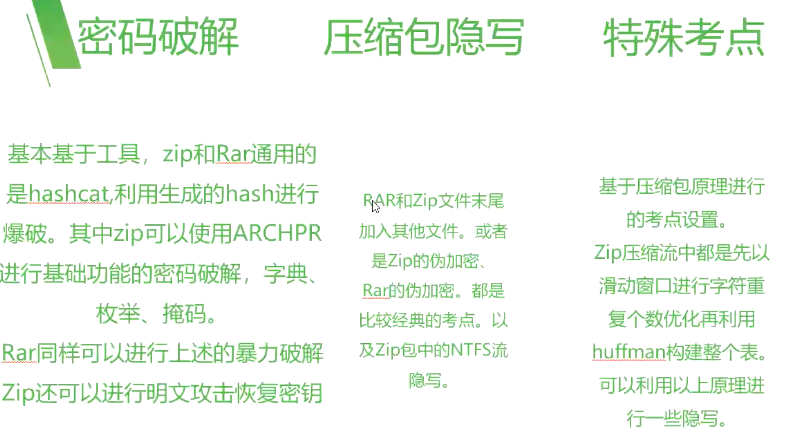 密码破解
压缩包隐写
特殊考点
基本基于工具，zip和Rar通用的
是hashcat,利用生成的hash进行
爆破。其中zip可以使用ARCHPR
进行基础功能的密码破解，字典、
枚举、掩码。
Rar同样可以进行上述的暴力破解
Zip还可以进行明文攻击恢复密钥
RAR和Zip文件末尾
加入其他文件。或者
是Zip的伪加密、
Rar的伪加密。都是
比较经典的考点。以
及Zip包中的NTFS流
隐写。
基于压缩包原理进行
的考点设置。
Zip压缩流中都是先以
滑动窗口进行字符重
复个数优化再利用
huffman构建整个表。
可以利用以上原理进
行一些隐写。